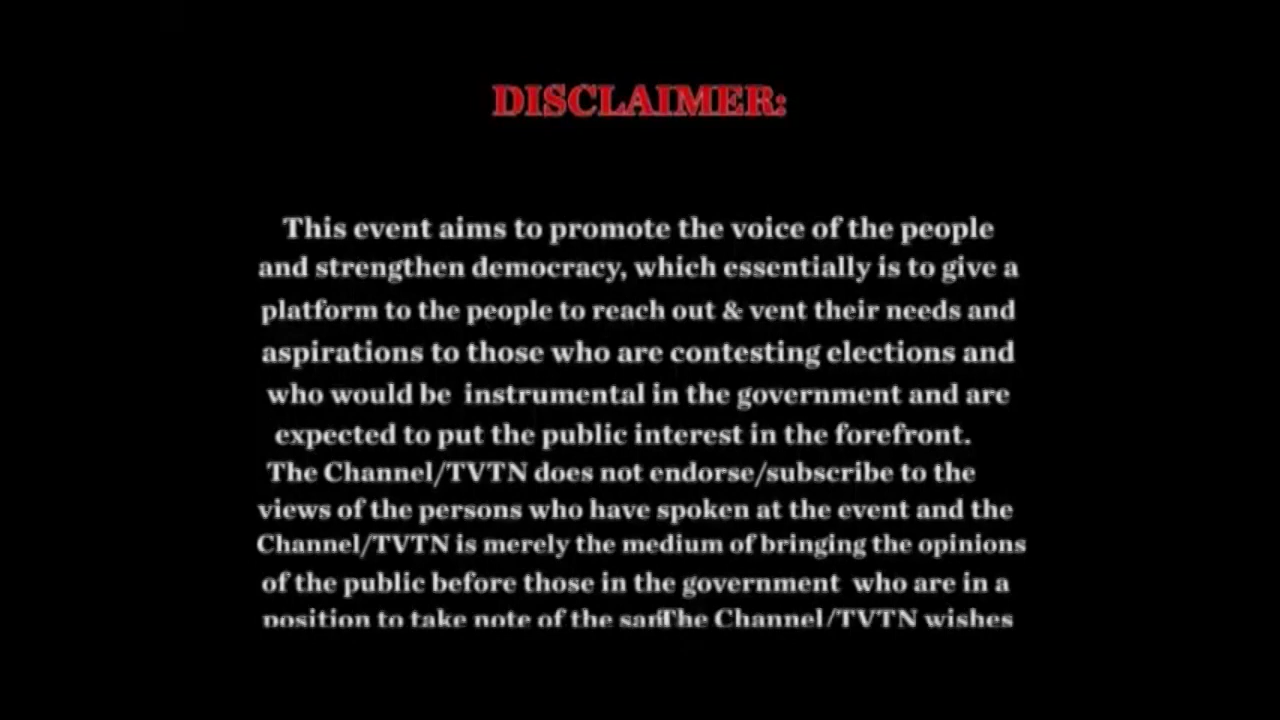 DISCLAIMER:
This event aims to promote the voice of the people
and strengthen democracy, which essentially is to give a
platform to the people to reach out & vent their needs and
aspirations to those who are contesting elections and
who would be instrumental in the government and are
expected to put the public interest in the forefront.
The Channel/TVTN does not endorse/subscribe to the
views of the persons who have spoken at the event and the
Channel/TVTN is merely the medium of bringing the opinions
of the public before those in the government who are in a
position to take note of the The Channel/TVTN wishes